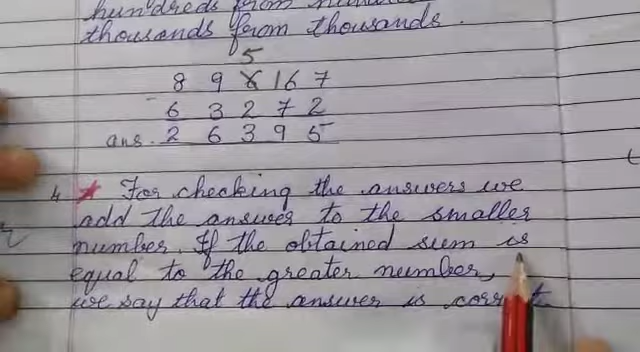 hundreds from
thousands from thousands.
5
8 9 6 16 7
- 6 3 2 7 2
ans. 2 6 3 9 5
4 * For checking the answers we
add the answer to the smaller
number. If the obtained sum is
equal to the greater number,
we say that the answer is